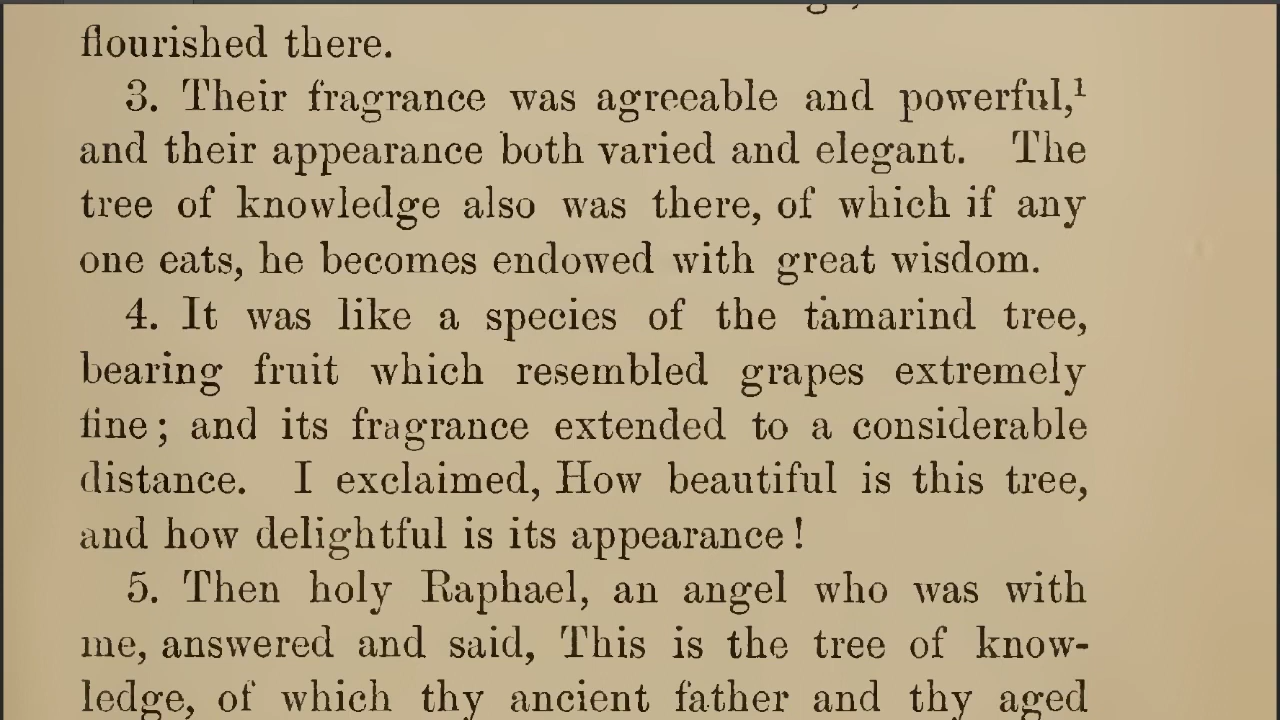 flourished there.
3. Their fragrance was agreeable and powerful,¹
and their appearance both varied and elegant. The
tree of knowledge also was there, of which if any
one eats, he becomes endowed with great wisdom.
4. It was like a species of the tamarind tree,
bearing fruit which resembled grapes extremely
fine; and its fragrance extended to a considerable
distance. I exclaimed, How beautiful is this tree,
and how delightful is its appearance!
5. Then holy Raphael, an angel who was with
me, answered and said, This is the tree of know-
ledge, of which thy ancient father and thy aged